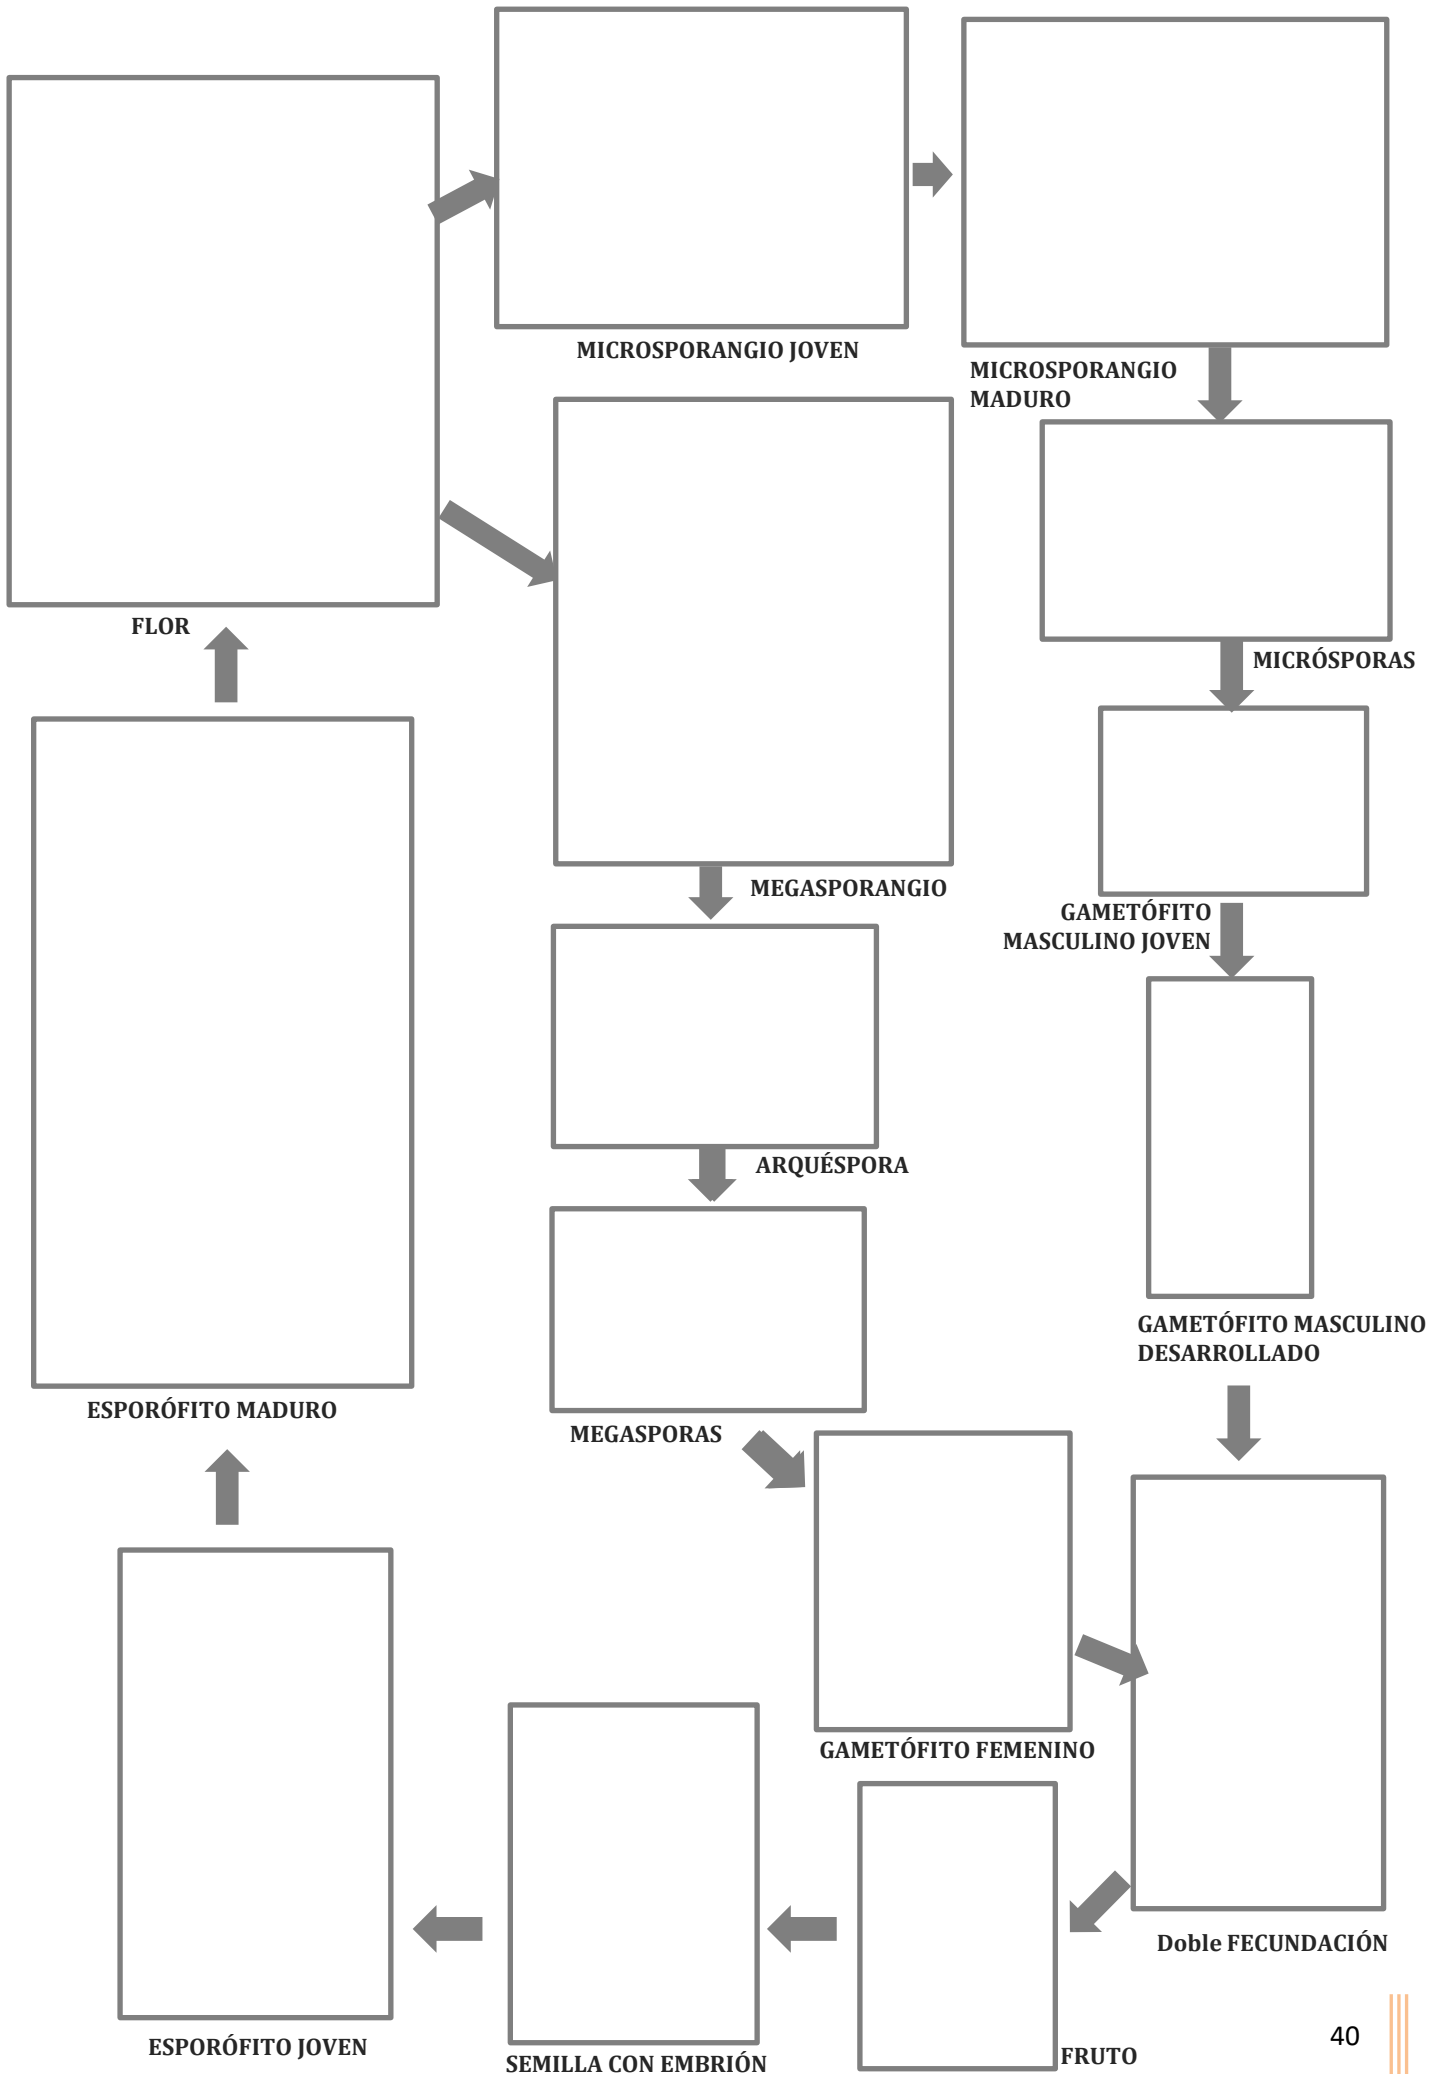 MICROSPORANGIO JOVEN
MICROSPORANGIO
MADURO
FLOR
MICRÓSPORAS
MEGASPORANGIO
GAMETÓFITO
MASCULINO JOVEN
ARQUÉSPORA
GAMETÓFITO MASCULINO
DESARROLLADO
ESPORÓFITO MADURO
MEGASPORAS
GAMETÓFITO FEMENINO
Doble FECUNDACIÓN
ESPORÓFITO JOVEN
SEMILLA CON EMBRIÓN
FRUTO
40